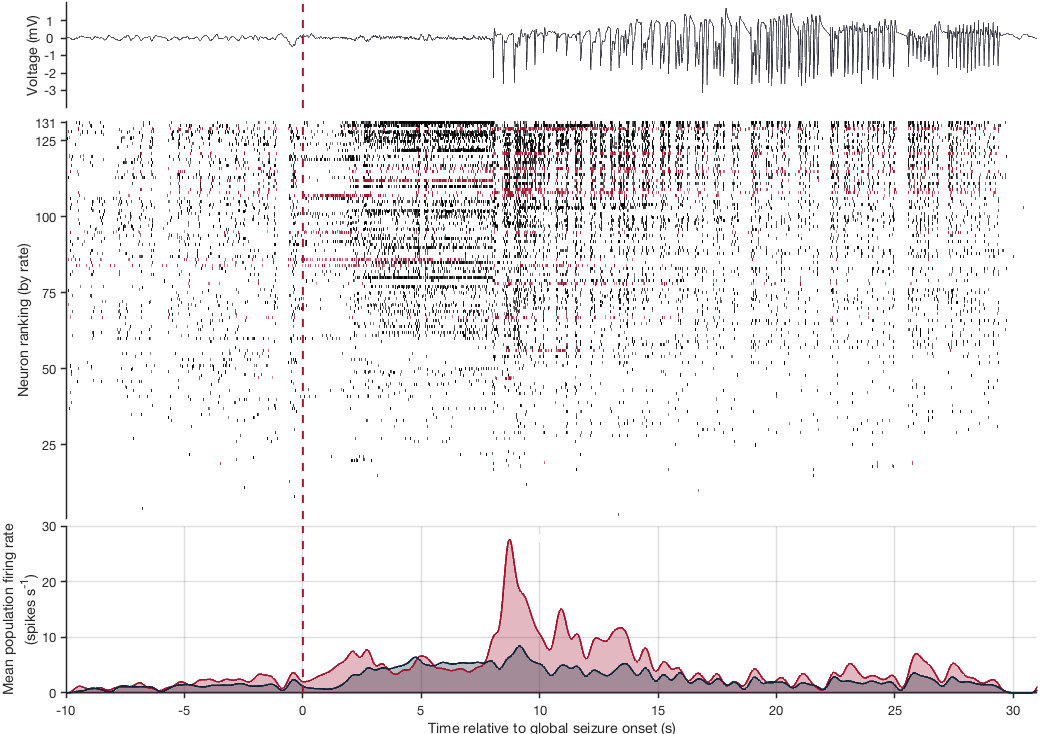 Voltage (mV)
1
0
-1
-2
-3
Neuron ranking (by rate)
131
125
100
75
50
25
Mean population firing rate
(spikes s⁻¹)
30
20
10
0
-10 -5 0 5 10 15 20 25 30
Time relative to global seizure onset (s)